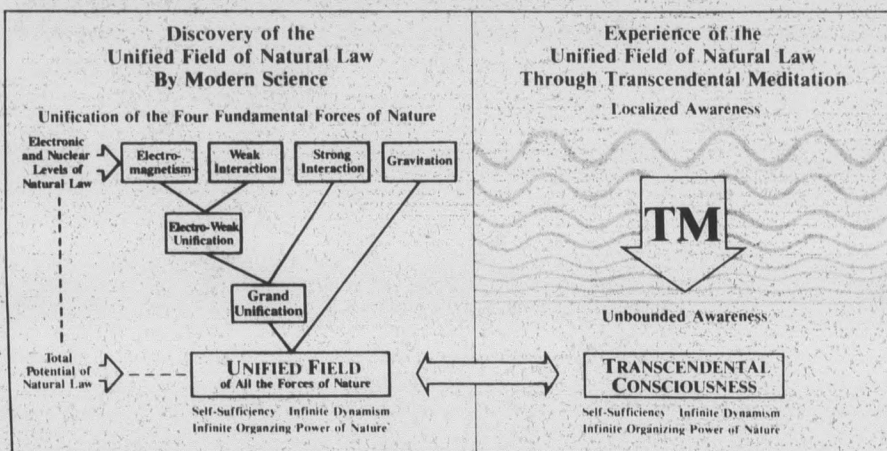 Discovery of the
Unified Field of Natural Law
By Modern Science
Unification of the Four Fundamental Forces of Nature
Electronic
and Nuclear
Levels of
Natural Law
Electro-
magnetism
Weak
Interaction
Strong
Interaction
Gravitation
Electro-Weak
Unification
Grand
Unification
Total
Potential of
Natural Law
UNIFIED FIELD
of All the Forces of Nature
Self-Sufficiency Infinite Dynamism
Infinite Organzing Power of Nature
Experience of the
Unified Field of Natural Law
Through Transcendental Meditation
Localized Awareness
TM
Unbounded Awareness
TRANSCENDENTAL
CONSCIOUSNESS
Self-Sufficiency Infinite Dynamism
Infinite Organizing Power of Nature